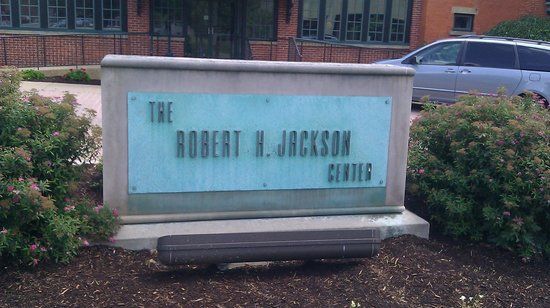 THE
ROBERT H. JACKSON
CENTER